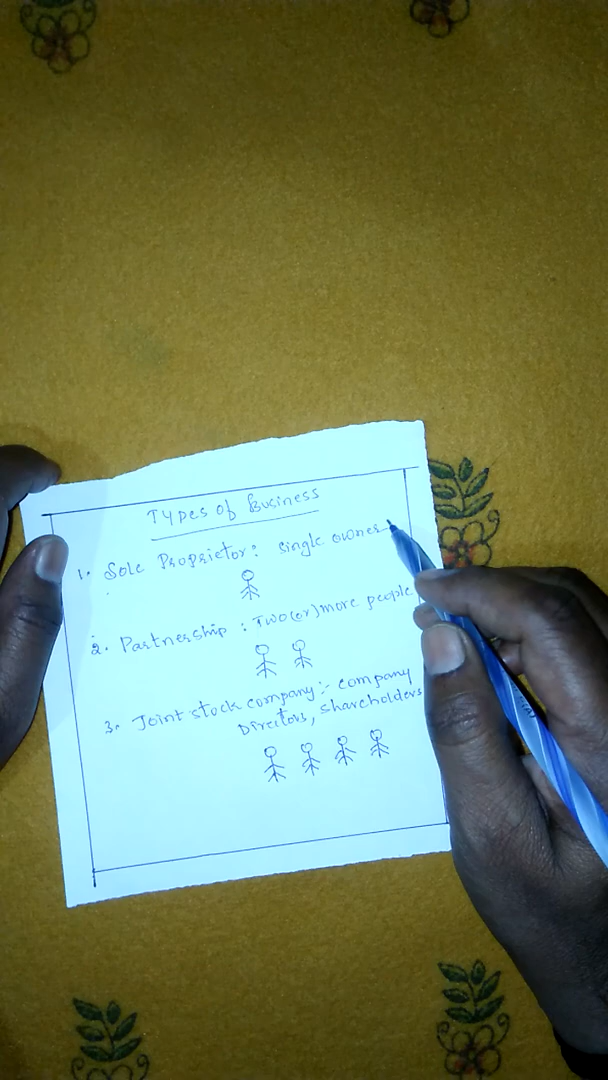 Types of Business
1. Sole Proprietor: single owner
2. Partnership : Two(or)more people
3. Joint stock company:- company
Directors, shareholders